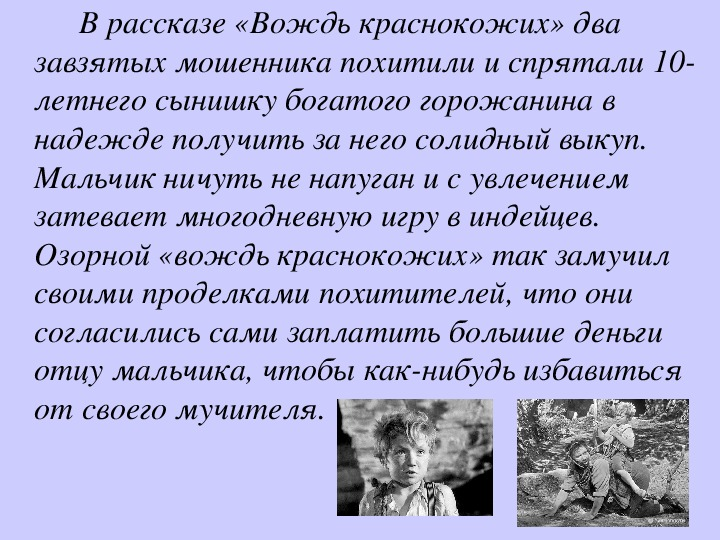 В рассказе «Вождь краснокожих» два
завзятых мошенника похитили и спрятали 10-
летнего сынишку богатого горожанина в
надежде получить за него солидный выкуп.
Мальчик ничуть не напуган и с увлечением
затевает многодневную игру в индейцев.
Озорной «вождь краснокожих» так замучил
своими проделками похитителей, что они
согласились сами заплатить большие деньги
отцу мальчика, чтобы как-нибудь избавиться
от своего мучителя.